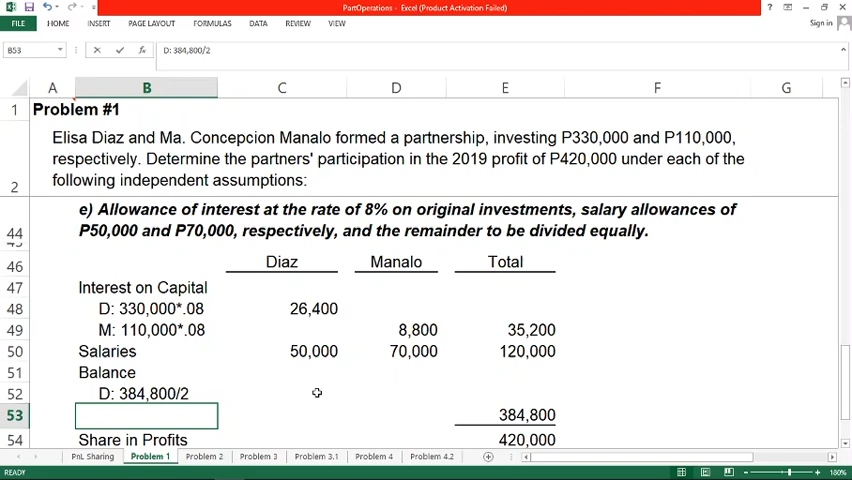 PartOperations - Excel (Product Activation Failed)
FILE HOME INSERT PAGE LAYOUT FORMULAS DATA REVIEW VIEW Sign in
B53 fx D: 384,800/2
A B C D E F G
1 Problem #1
Elisa Diaz and Ma. Concepcion Manalo formed a partnership, investing P330,000 and P110,000,
respectively. Determine the partners' participation in the 2019 profit of P420,000 under each of the
2 following independent assumptions:
e) Allowance of interest at the rate of 8% on original investments, salary allowances of
44 P50,000 and P70,000, respectively, and the remainder to be divided equally.
45
46 Diaz Manalo Total
47 Interest on Capital
48 D: 330,000*.08 26,400
49 M: 110,000*.08 8,800 35,200
50 Salaries 50,000 70,000 120,000
51 Balance
52 D: 384,800/2
53 384,800
54 Share in Profits 420,000
PnL Sharing Problem 1 Problem 2 Problem 3 Problem 3.1 Problem 4 Problem 4.2
READY 180%